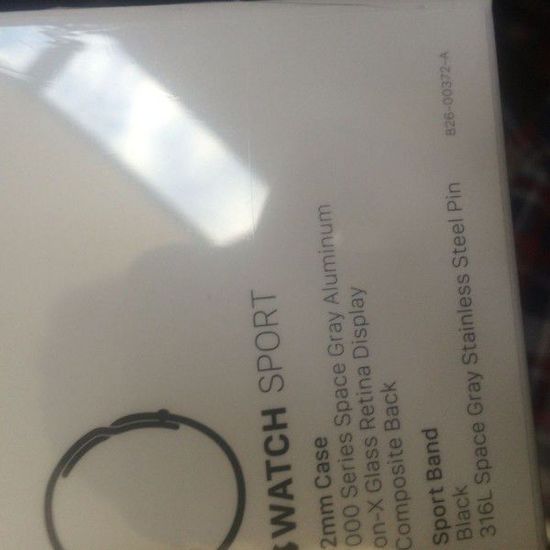 WATCH SPORT
2mm Case
000 Series Space Gray Aluminum
on-X Glass Retina Display
Composite Back
Sport Band
Black
316L Space Gray Stainless Steel Pin
826-00372-A